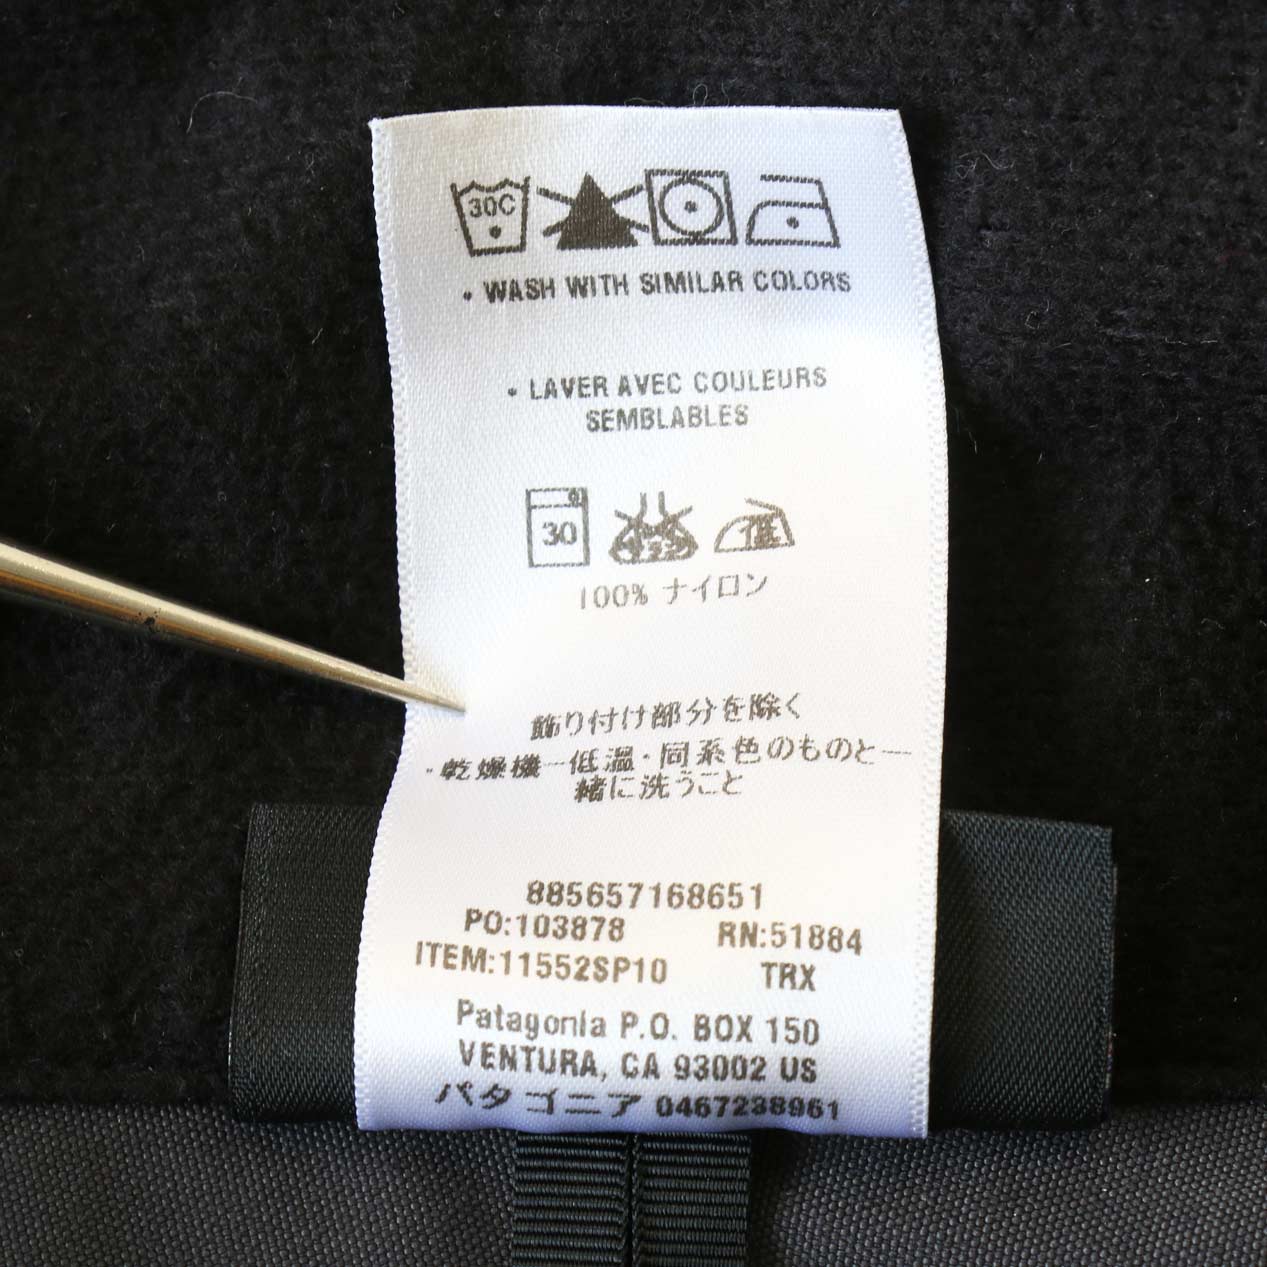 30C
• WASH WITH SIMILAR COLORS
• LAVER AVEC COULEURS
SEMBLABLES
30 低
100% ナイロン
飾り付け部分を除く
・乾燥機一低温・同系色のものと一
緒に洗うこと
885657168651
PO:103878 RN:51884
ITEM:11552SP10 TRX
Patagonia P.O. BOX 150
VENTURA, CA 93002 US
パタゴニア 0467238961